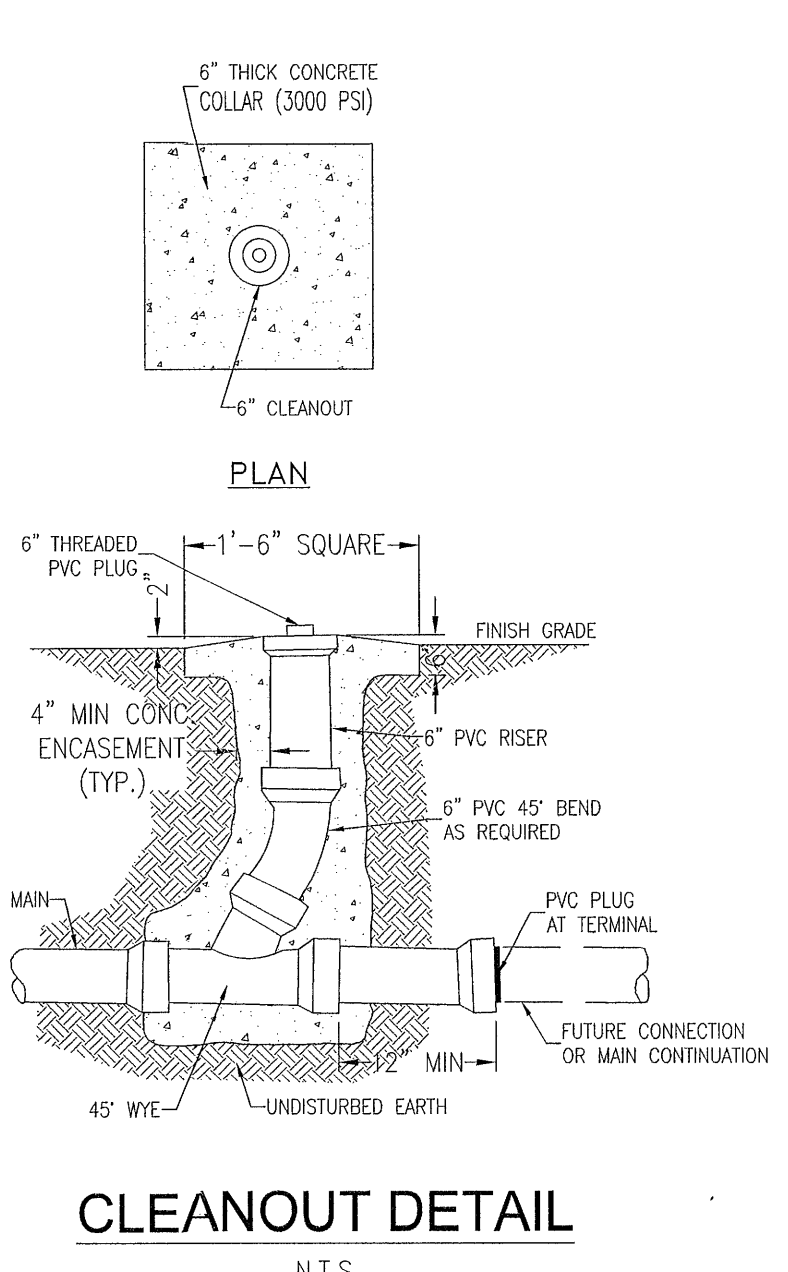 6" THICK CONCRETE
COLLAR (3000 PSI)
6" CLEANOUT
PLAN
6" THREADED
PVC PLUG
1'-6" SQUARE
2"
FINISH GRADE
6"
4" MIN CONC.
ENCASEMENT
(TYP.)
6" PVC RISER
6" PVC 45° BEND
AS REQUIRED
MAIN
PVC PLUG
AT TERMINAL
FUTURE CONNECTION
OR MAIN CONTINUATION
12" MIN
45° WYE
UNDISTURBED EARTH
CLEANOUT DETAIL
N.T.S.